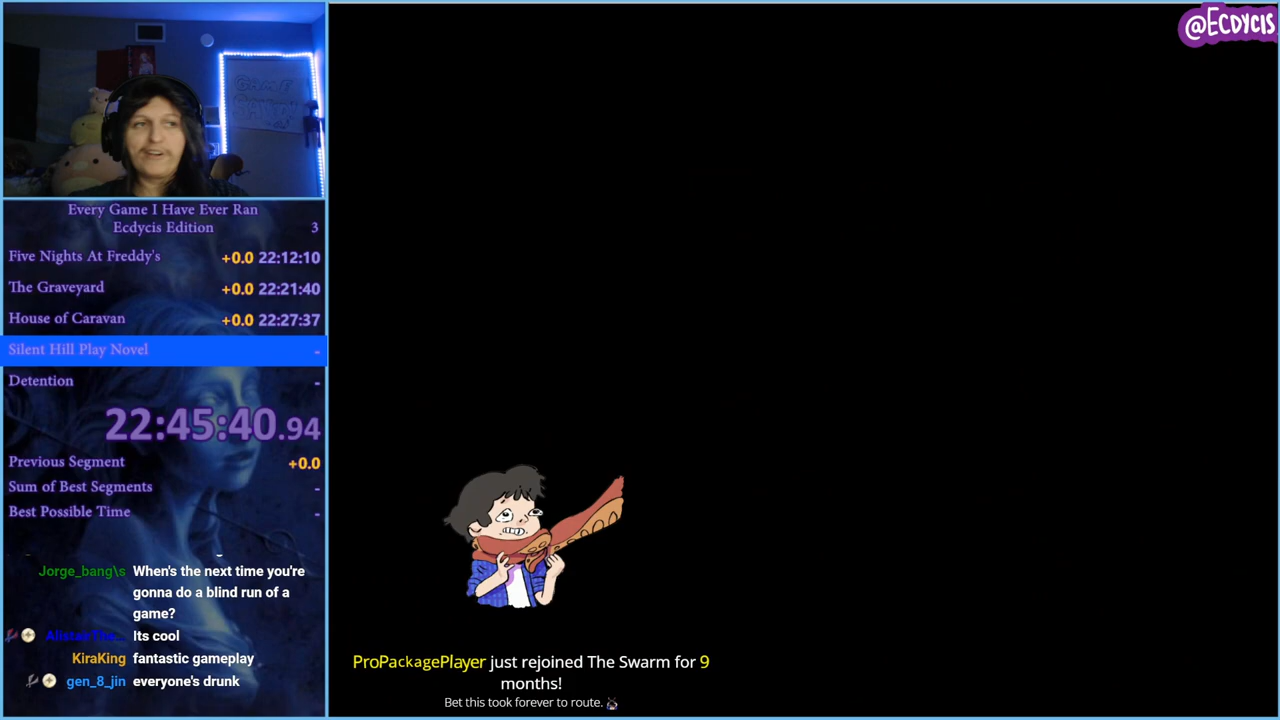 @ECDYCIS
GAME
Every Game I Have Ever Ran
Ecdycis Edition 3
Five Nights At Freddy's +0.0 22:12:10
The Graveyard +0.0 22:21:40
House of Caravan +0.0 22:27:37
Silent Hill Play Novel -
Detention -
22:45:40.94
Previous Segment +0.0
Sum of Best Segments -
Best Possible Time -
Jorge_bang\s When's the next time you're
gonna do a blind run of a
game?
AlistairThe... Its cool
KiraKing fantastic gameplay
gen_8_jin everyone's drunk
ProPackagePlayer just rejoined The Swarm for 9
months!
Bet this took forever to route.